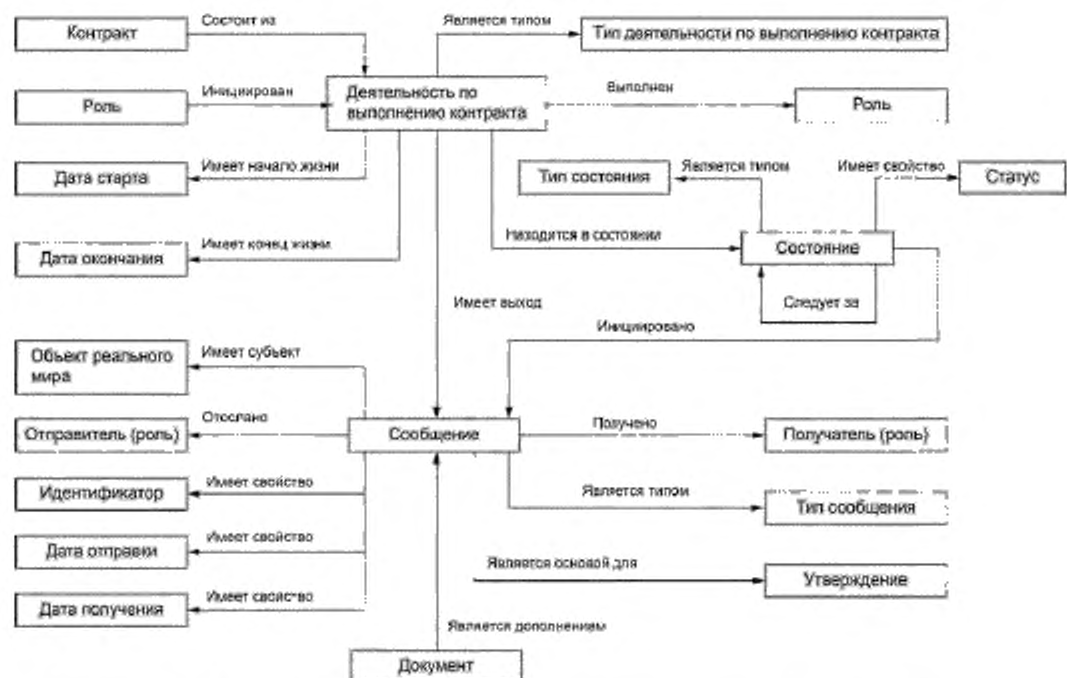 Состоит из
Является типом
Контракт
Тип деятельности по выполнению контракта
Инициирован
Деятельность по
выполнению контракта
Выполнен
Роль
Роль
Имеет начало жизни
Является типом
Имеет свойство
Дата старта
Тип состояния
Статус
Имеет конец жизни
Находится в состоянии
Состояние
Дата окончания
Имеет выход
Следует за
Инициировано
Объект реального
мира
Имеет субъект
Отослано
Получено
Отправитель (роль)
Сообщение
Получатель (роль)
Имеет свойство
Является типом
Идентификатор
Тип сообщения
Имеет свойство
Дата отправки
Является основой для
Утверждение
Имеет свойство
Дата получения
Является дополнением
Документ